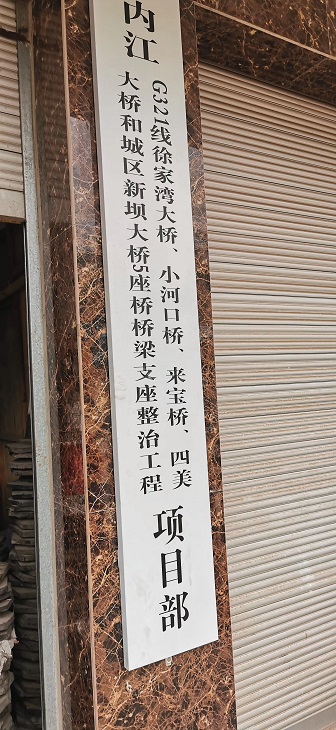 内江
G321线徐家湾大桥、小河口桥、来宝桥、四美
大桥和城区新坝大桥5座桥桥梁支座整治工程
项目部